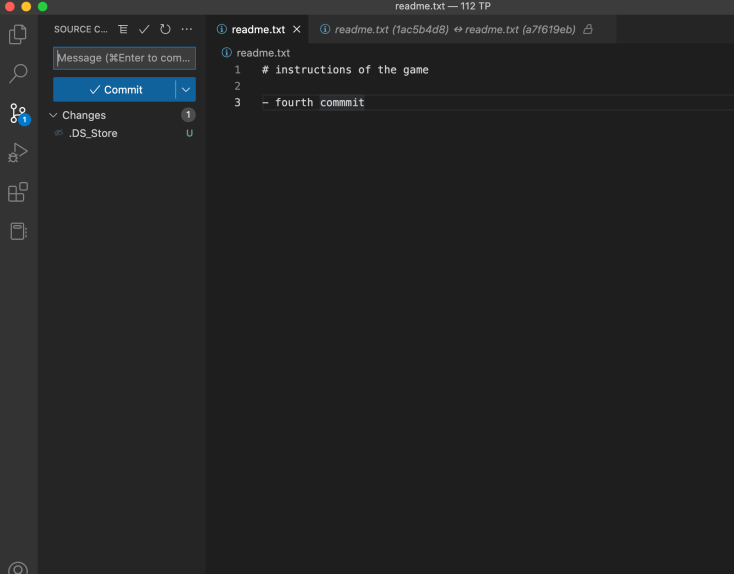 readme.txt — 112 TP
SOURCE C...
Message (⌘Enter to com...
Commit
Changes 1
.DS_Store U
1
readme.txt
readme.txt (1ac5b4d8) ↔ readme.txt (a7f619eb)
readme.txt
1 # instructions of the game
2
3 - fourth commmit